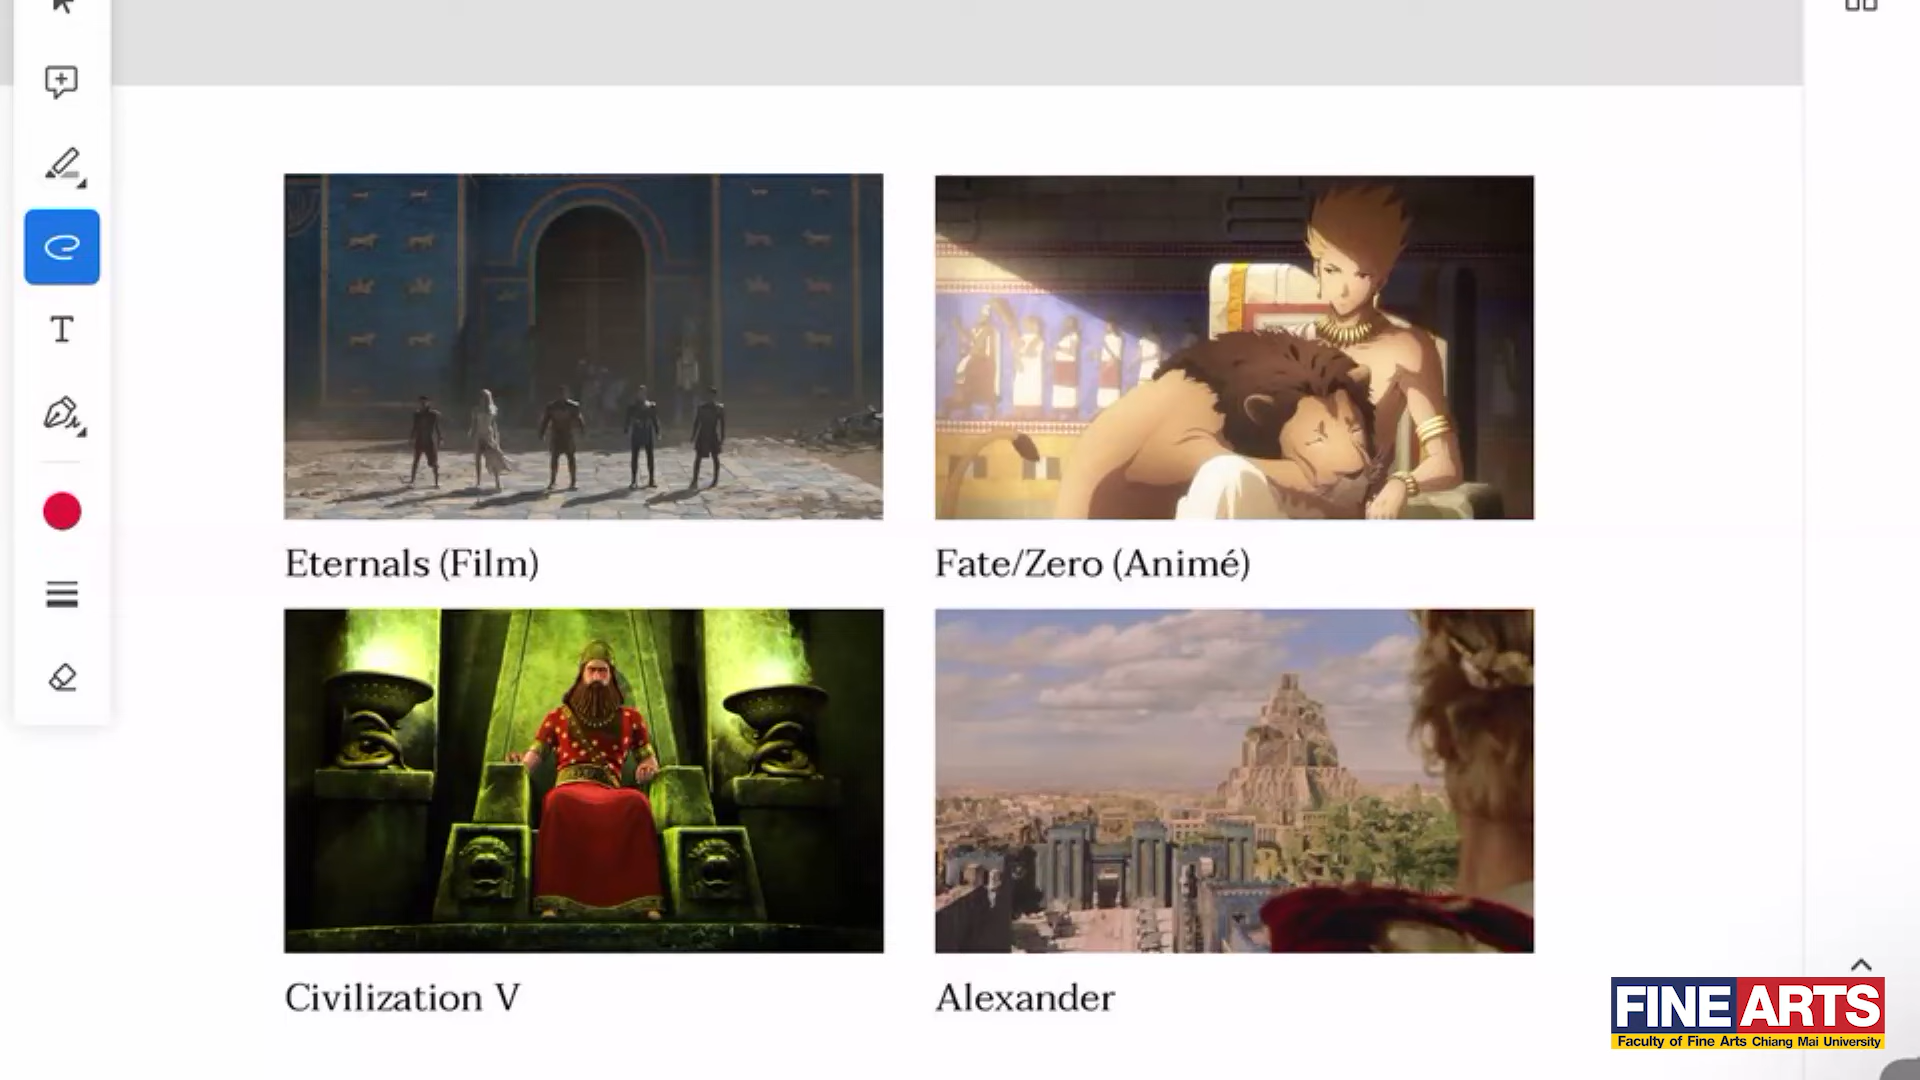 Eternals (Film)
Fate/Zero (Animé)
Civilization V
Alexander
FINE ARTS
Faculty of Fine Arts Chiang Mai University